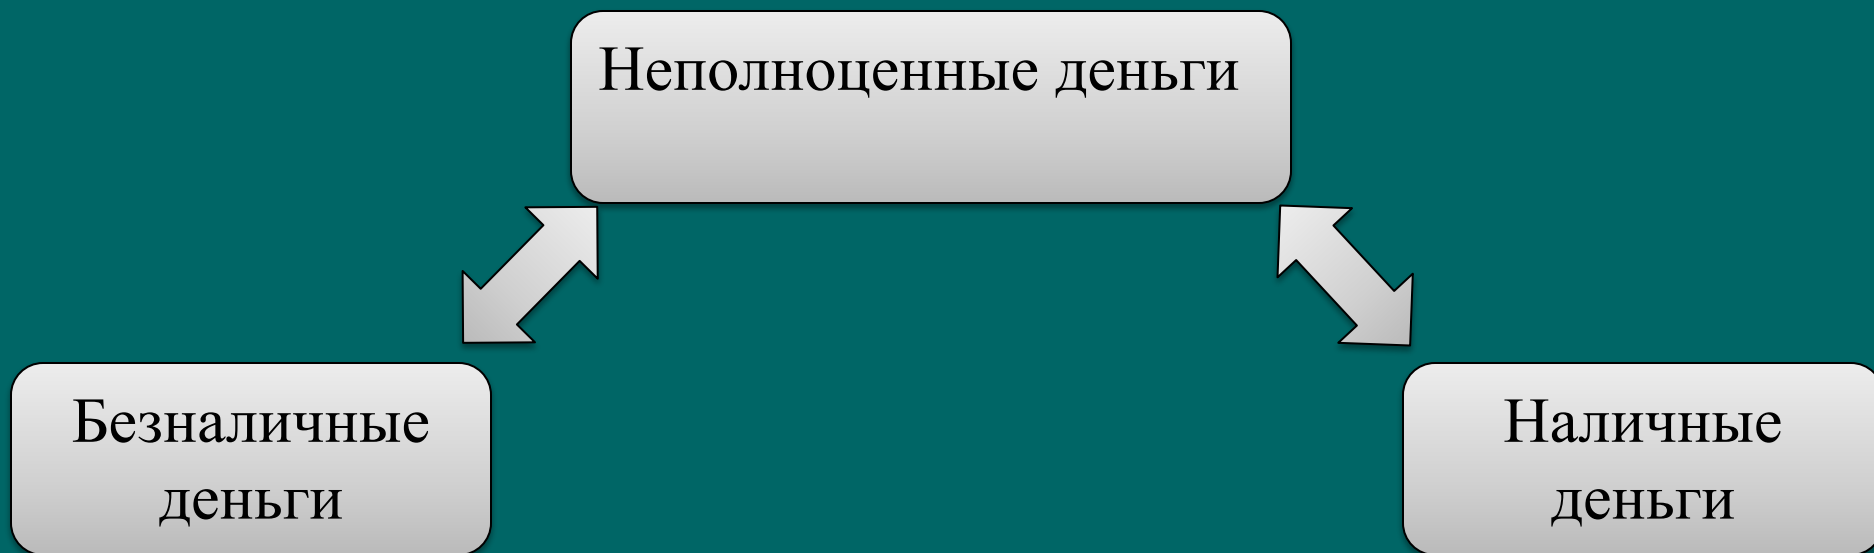 Неполноценные деньги
Безналичные
деньги
Наличные
деньги